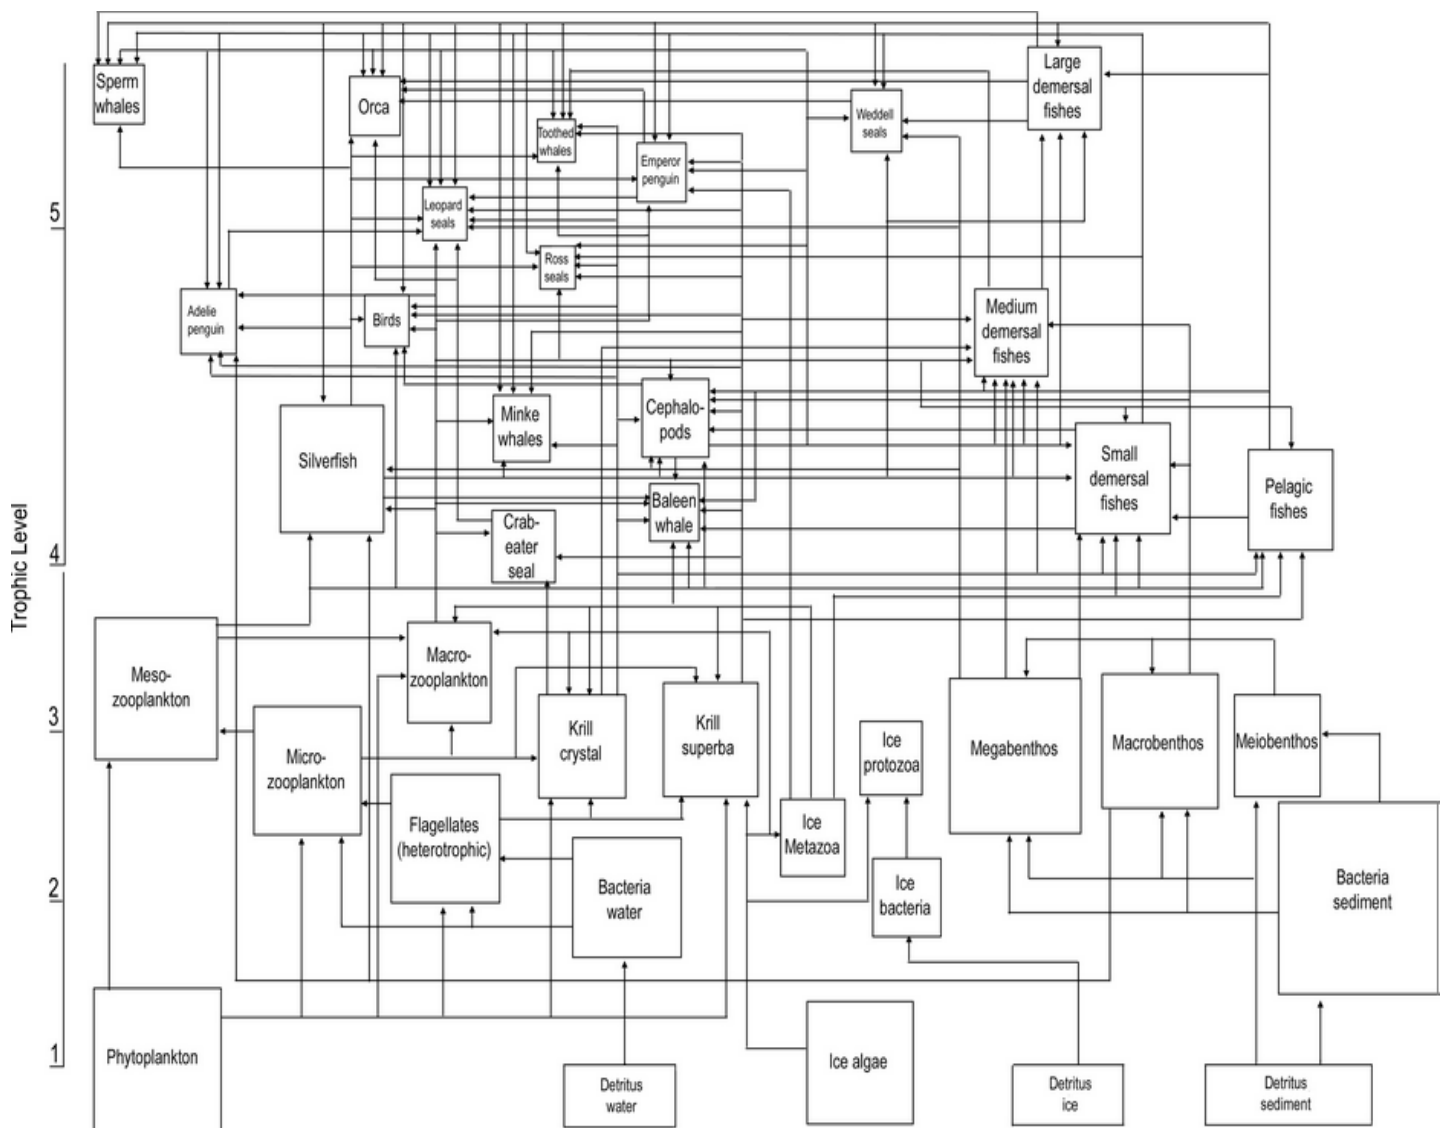 Sperm
whales
Orca
Large
demersal
fishes
Toothed
whales
Weddell
seals
Emperor
penguin
Leopard
seals
5
Ross
seals
Adelie
penguin
Birds
Medium
demersal
fishes
Minke
whales
Cephalo-
pods
Silverfish
Small
demersal
fishes
Pelagic
fishes
Baleen
whale
Crab-
eater
seal
4
Trophic Level
Meso-
zooplankton
Macro-
zooplankton
3
Micro-
zooplankton
Krill
crystal
Krill
superba
Ice
protozoa
Megabenthos
Macrobenthos
Meiobenthos
Flagellates
(heterotrophic)
Ice
Metazoa
2
Bacteria
water
Ice
bacteria
Bacteria
sediment
1
Phytoplankton
Detritus
water
Ice algae
Detritus
ice
Detritus
sediment